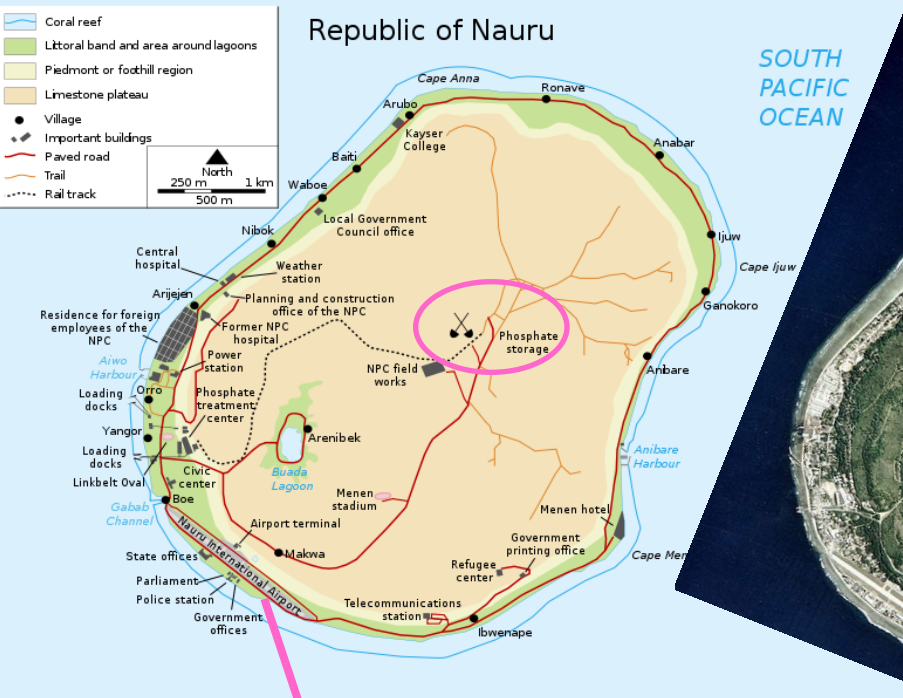 Republic of Nauru
Coral reef
Littoral band and area around lagoons
Piedmont or foothill region
Limestone plateau
Village
Important buildings
Paved road
Trail
Rail track
North
250 m
1 km
500 m
SOUTH
PACIFIC
OCEAN
Cape Anna
Ronave
Arubo
Kayser
College
Anabar
Baiti
Waboe
Local Government
Council office
Nibok
Ijuw
Cape Ijuw
Central
hospital
Weather
station
Arijejen
Planning and construction
office of the NPC
Ganokoro
Residence for foreign
employees of the
NPC
Former NPC
hospital
Phosphate
storage
Aiwo
Harbour
Power
station
NPC field
works
Anibare
Orro
Loading
docks
Phosphate
treatment
center
Yangor
Arenibek
Loading
docks
Anibare
Harbour
Linkbelt Oval
Civic
center
Buada
Lagoon
Boe
Menen
stadium
Gabab
Channel
Menen hotel
Airport terminal
Nauru International Airport
State offices
Makwa
Government
printing office
Cape Men
Refugee
center
Parliament
Police station
Government
offices
Telecommunications
station
Ibwenape